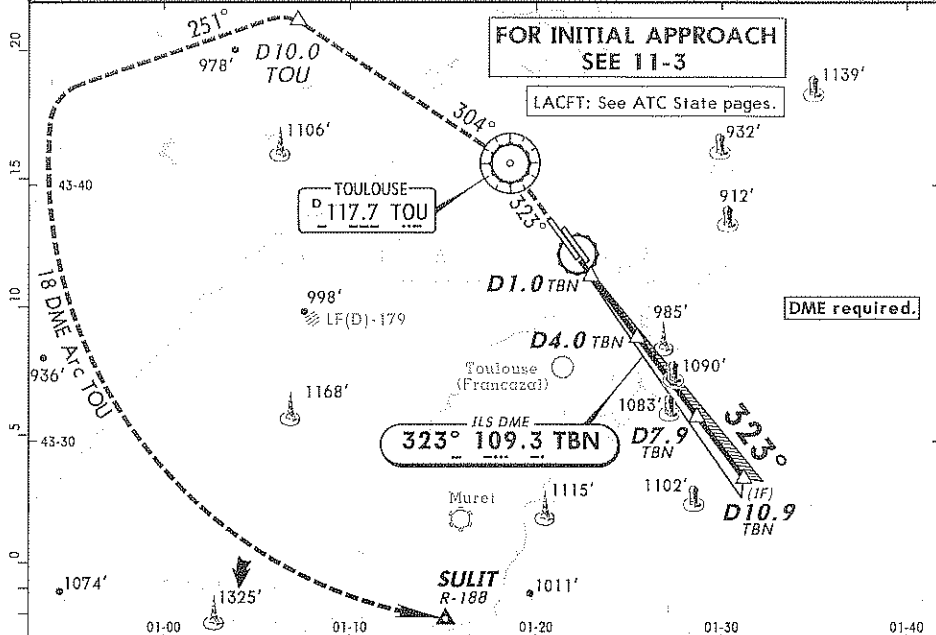 251°
D10.0
TOU
978'
20
FOR INITIAL APPROACH
SEE 11-3
LACFT: See ATC State pages.
1139'
932'
912'
304°
1106'
15
43-40
TOULOUSE
D 117.7 TOU
323°
D1.0 TBN
10
18 DME Arc TOU
998'
LF(D)-179
DME required.
D4.0 TBN
985'
936'
Toulouse
(Francazal)
1090'
1168'
1083'
5
43-30
ILS DME
323° 109.3 TBN
D7.9
TBN
323°
1102'
(IF)
D10.9
TBN
Muret
1115'
0
1074'
1325'
SULIT
R-188
1011'
01-00
01-10
01-20
01-30
01-40